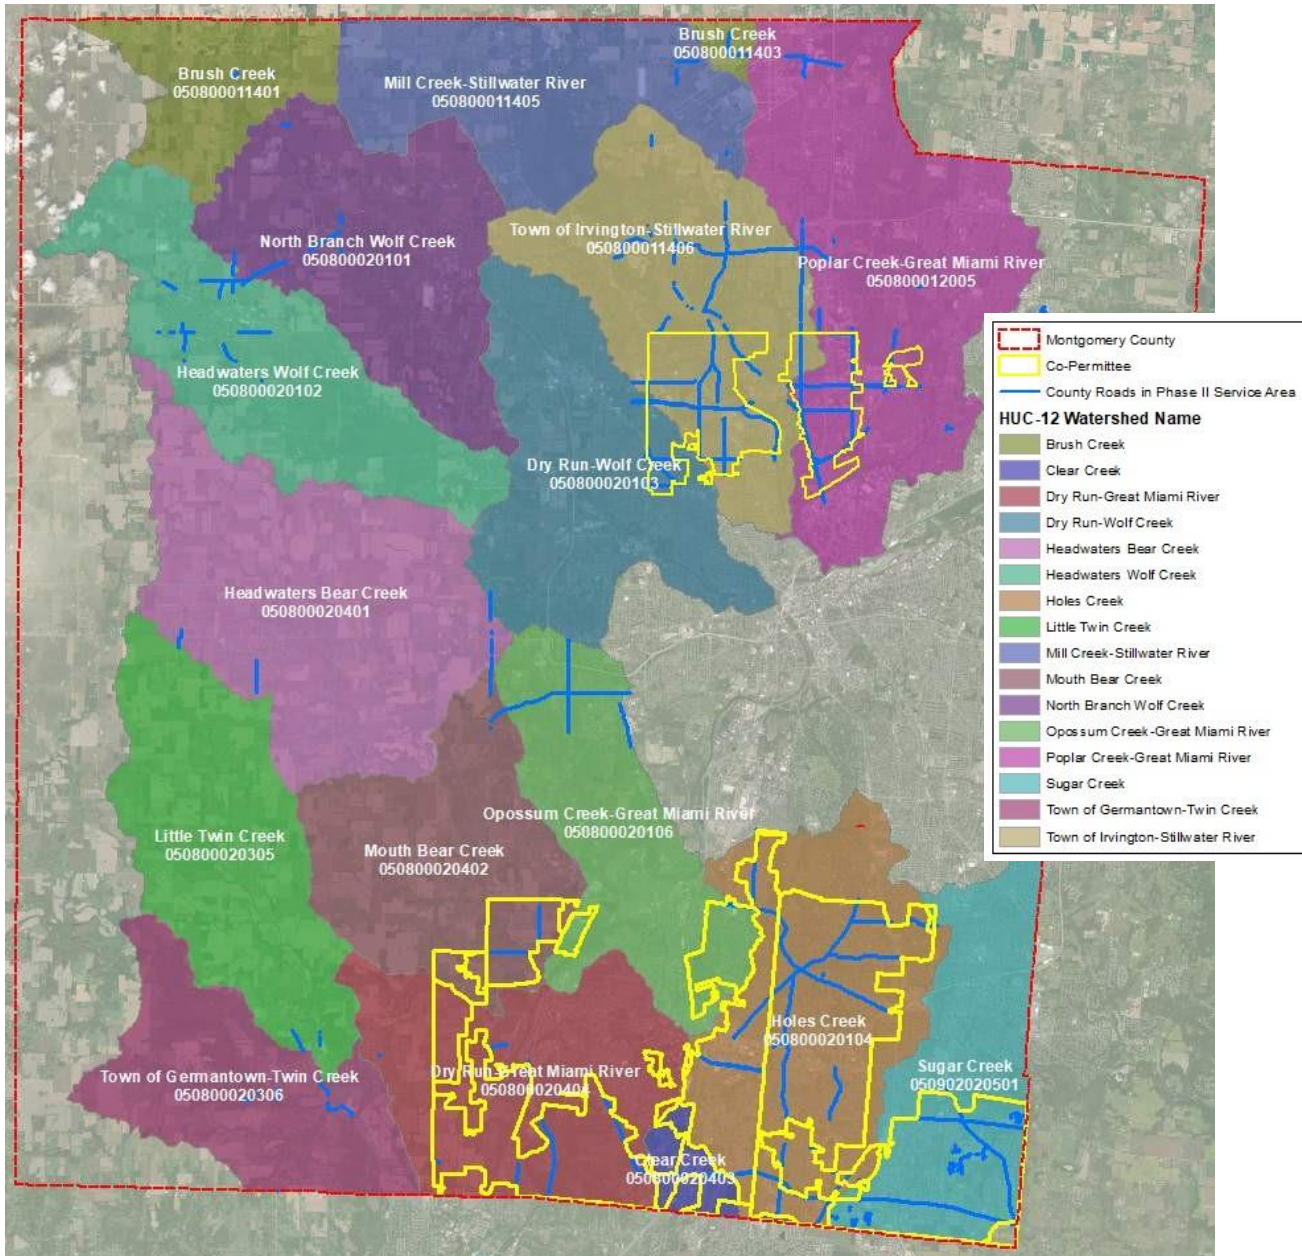 Brush Creek
050800011401
Mill Creek-Stillwater River
050800011405
Brush Creek
050800011403
North Branch Wolf Creek
050800020101
Town of Irvington-Stillwater River
050800011406
Poplar Creek-Great Miami River
050800012005
Headwaters Wolf Creek
050800020102
Dry Run-Wolf Creek
050800020103
Headwaters Bear Creek
050800020401
Opossum Creek-Great Miami River
050800020106
Little Twin Creek
050800020305
Mouth Bear Creek
050800020402
Holes Creek
050800020104
Town of Germantown-Twin Creek
050800020306
Dry Run-Great Miami River
050800020404
Sugar Creek
050902020501
Clear Creek
050800020403
Montgomery County
Co-Permittee
County Roads in Phase II Service Area
HUC-12 Watershed Name
Brush Creek
Clear Creek
Dry Run-Great Miami River
Dry Run-Wolf Creek
Headwaters Bear Creek
Headwaters Wolf Creek
Holes Creek
Little Twin Creek
Mill Creek-Stillwater River
Mouth Bear Creek
North Branch Wolf Creek
Opossum Creek-Great Miami River
Poplar Creek-Great Miami River
Sugar Creek
Town of Germantown-Twin Creek
Town of Irvington-Stillwater River